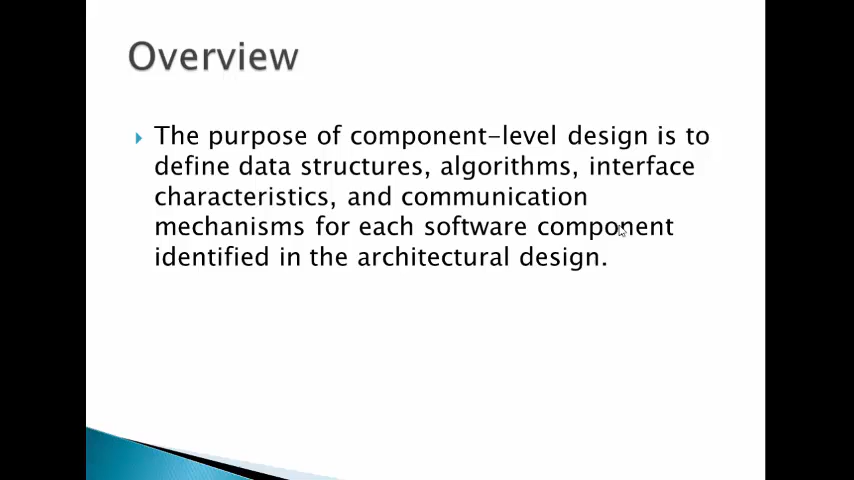 Overview
The purpose of component-level design is to
define data structures, algorithms, interface
characteristics, and communication
mechanisms for each software component
identified in the architectural design.